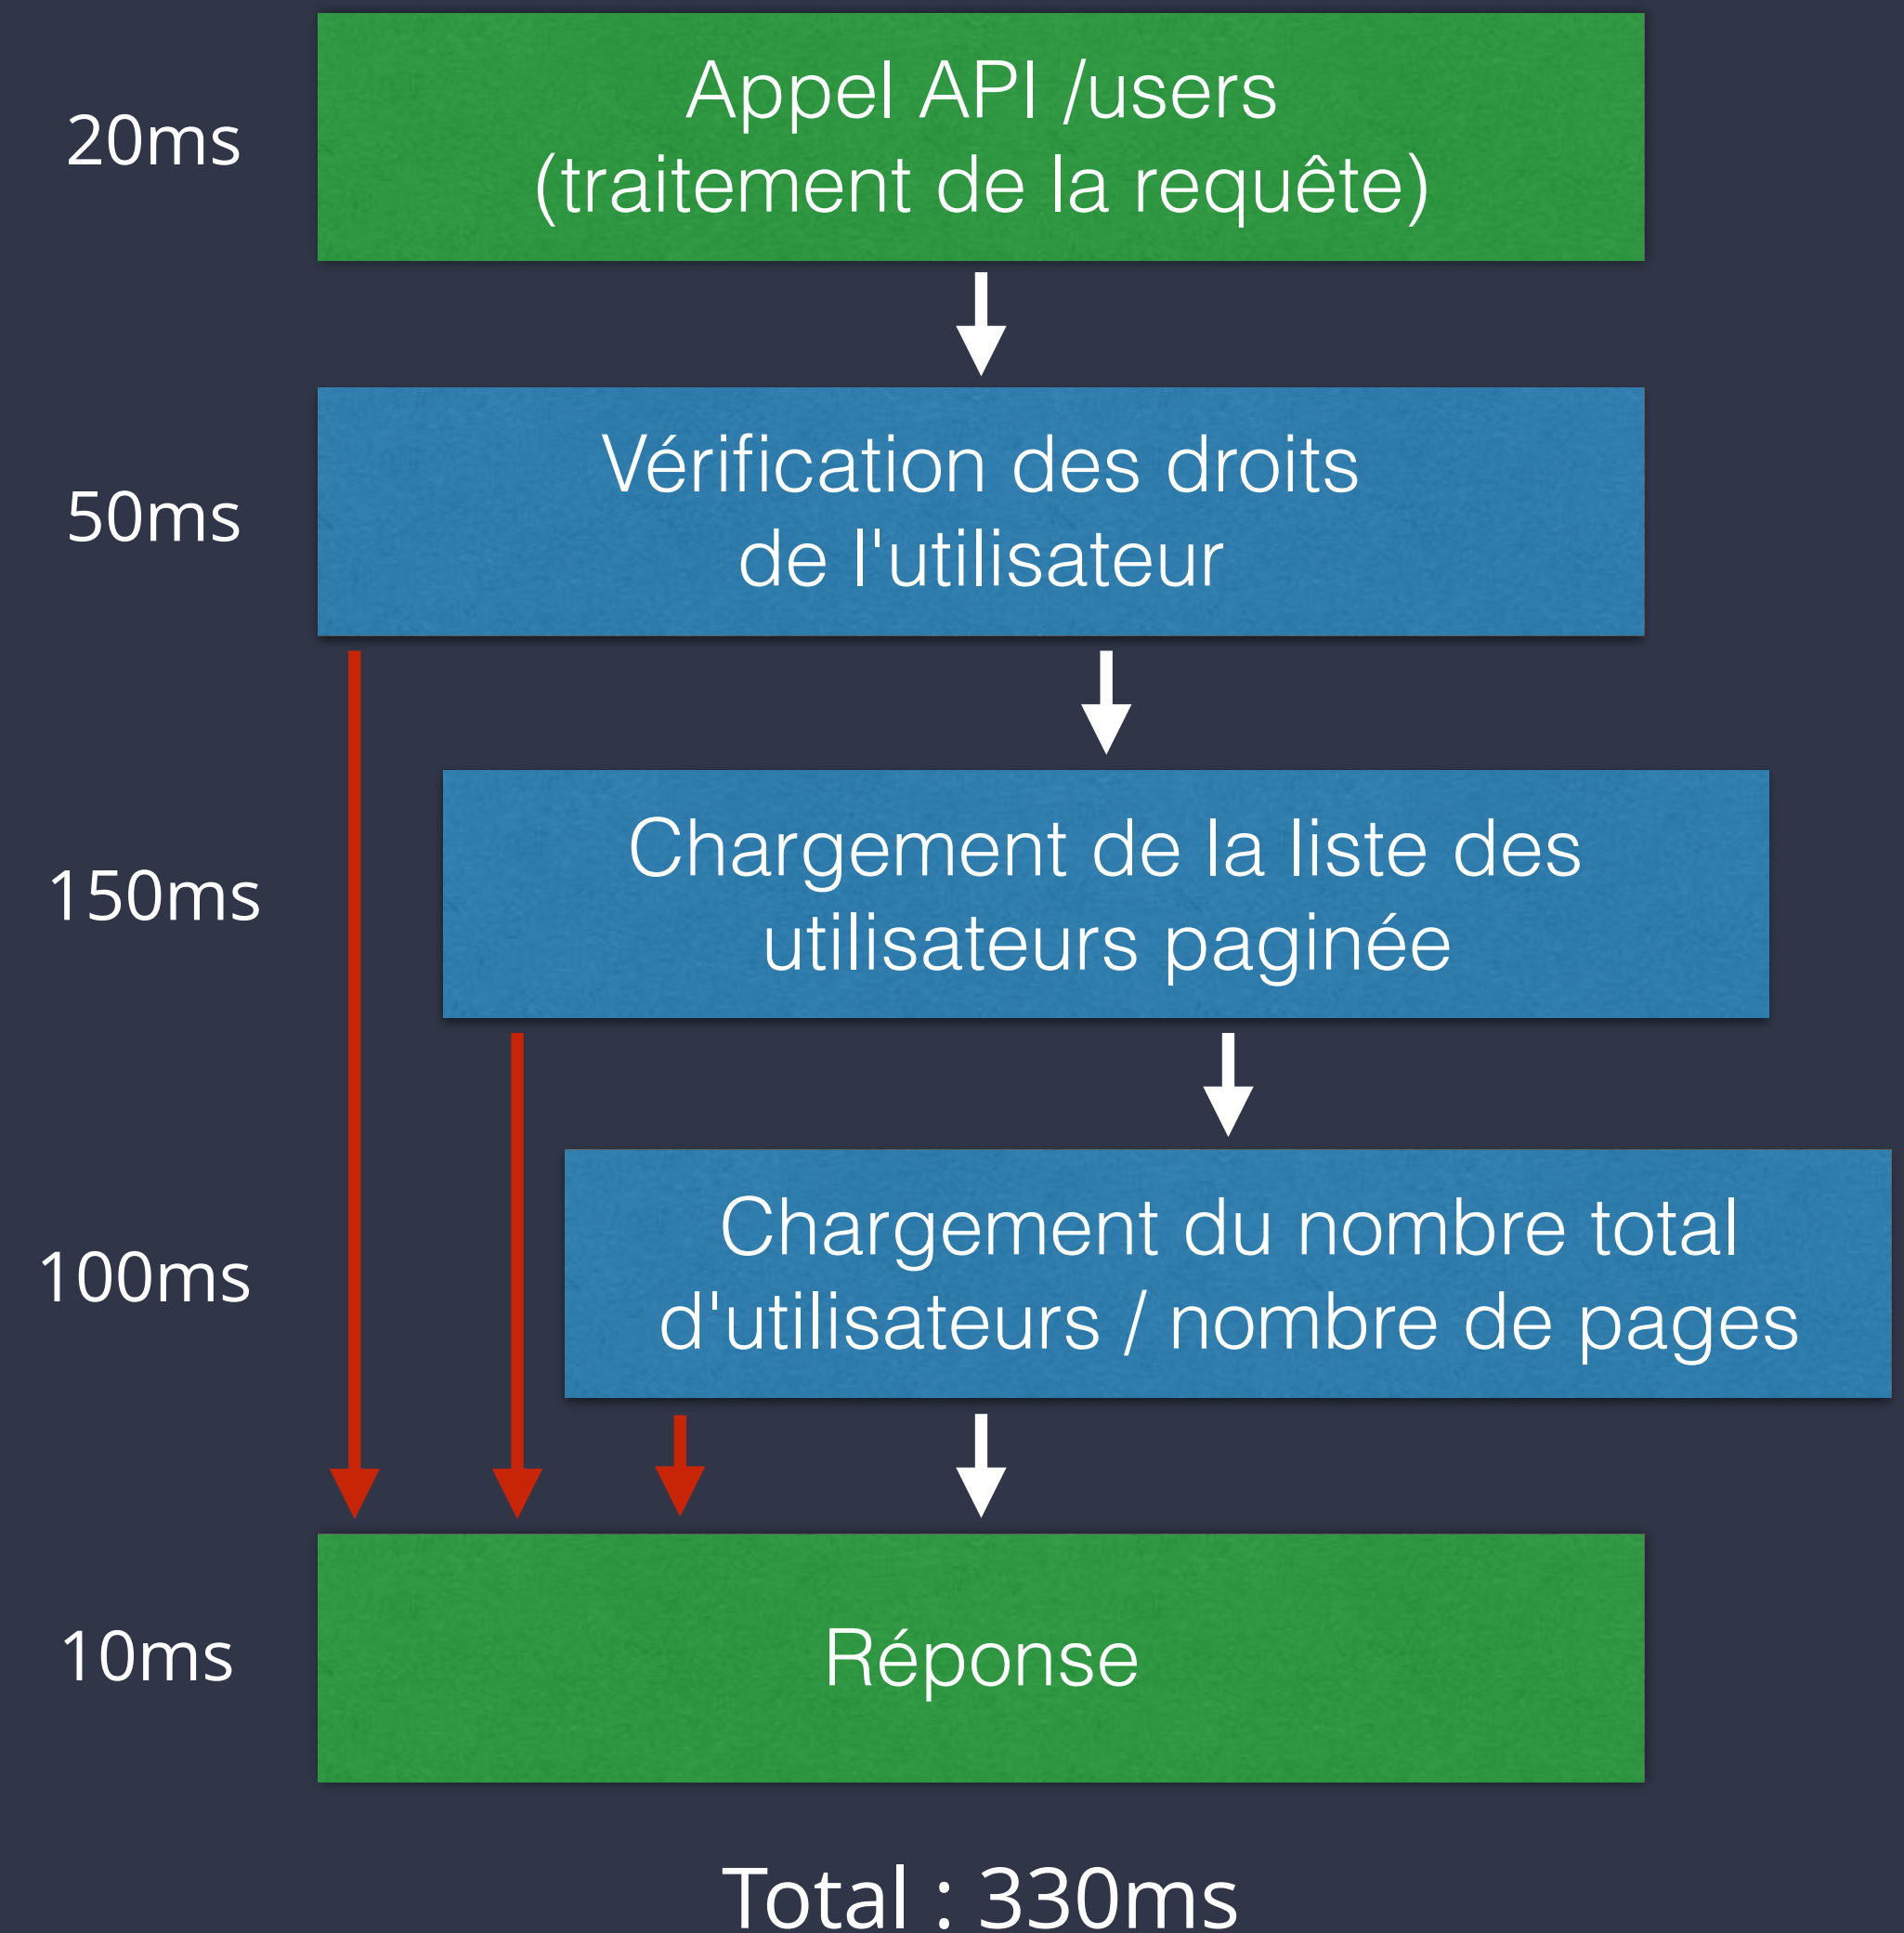 20ms
Appel API /users
(traitement de la requête)
50ms
Vérification des droits
de l'utilisateur
150ms
Chargement de la liste des
utilisateurs paginée
100ms
Chargement du nombre total
d'utilisateurs / nombre de pages
10ms
Réponse
Total : 330ms